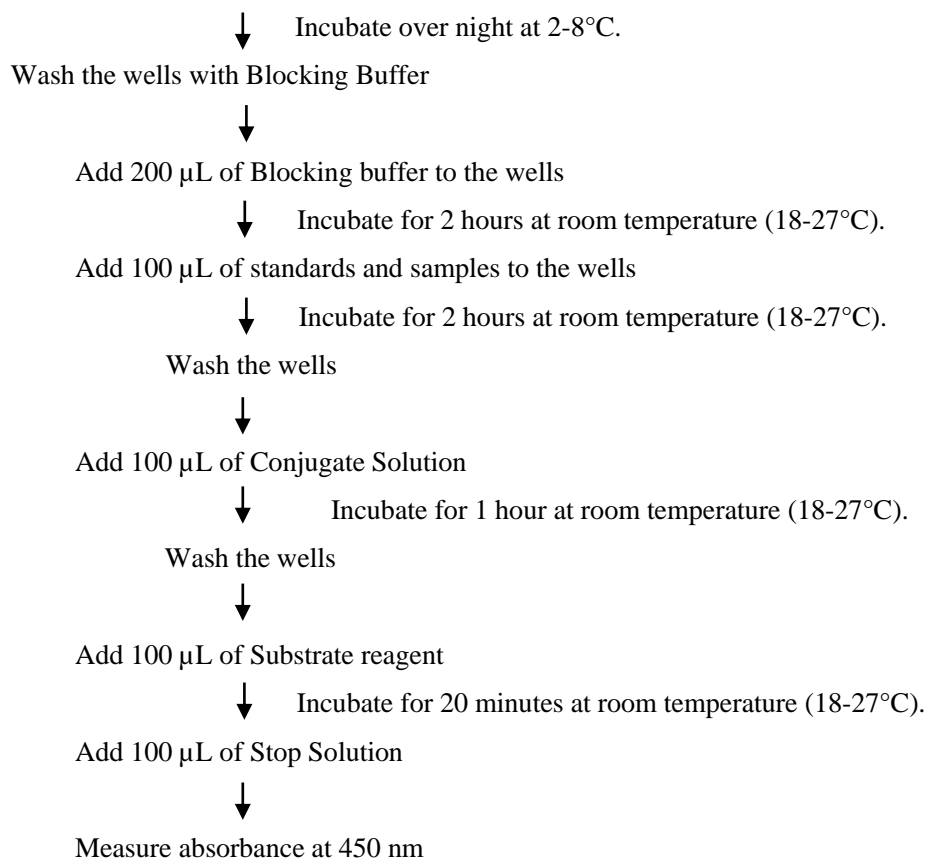 Incubate over night at 2-8°C.
Wash the wells with Blocking Buffer
Add 200 µL of Blocking buffer to the wells
Incubate for 2 hours at room temperature (18-27°C).
Add 100 µL of standards and samples to the wells
Incubate for 2 hours at room temperature (18-27°C).
Wash the wells
Add 100 µL of Conjugate Solution
Incubate for 1 hour at room temperature (18-27°C).
Wash the wells
Add 100 µL of Substrate reagent
Incubate for 20 minutes at room temperature (18-27°C).
Add 100 µL of Stop Solution
Measure absorbance at 450 nm